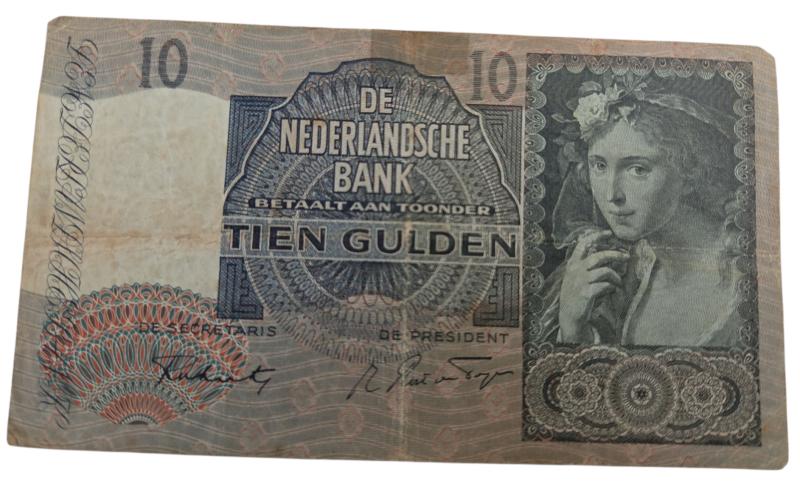 10
10
DE
NEDERLANDSCHE
BANK
BETAALT AAN TOONDER
TIEN GULDEN
DE SECRETARIS
DE PRESIDENT